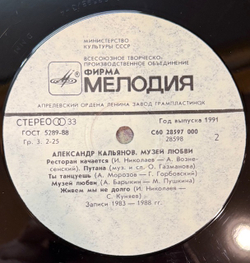 МИНИСТЕРСТВО
КУЛЬТУРЫ СССР
ВСЕСОЮЗНОЕ ТВОРЧЕСКО-
ПРОИЗВОДСТВЕННОЕ ОБЪЕДИНЕНИЕ
ФИРМА
МЕЛОДИЯ
АПРЕЛЕВСКИЙ ОРДЕНА ЛЕНИНА ЗАВОД ГРАМПЛАСТИНОК
СТЕРЕО 33 Год выпуска 1991
ГОСТ 5289-88 С60 28597 000
Гр. 3. 2-25 28598 2
АЛЕКСАНДР КАЛЬЯНОВ. МУЗЕЙ ЛЮБВИ
Ресторан качается (И. Николаев — А. Возне-
сенский), Путана (муз. и сл. О. Газманова)
Ты танцуешь (А. Морозов — Г. Горбовский)
Музей любви (А. Барыкин — М. Пушкина)
Живем мы не долго (И. Николаев —
С. Куняев)
Записи 1983 — 1988 гг.